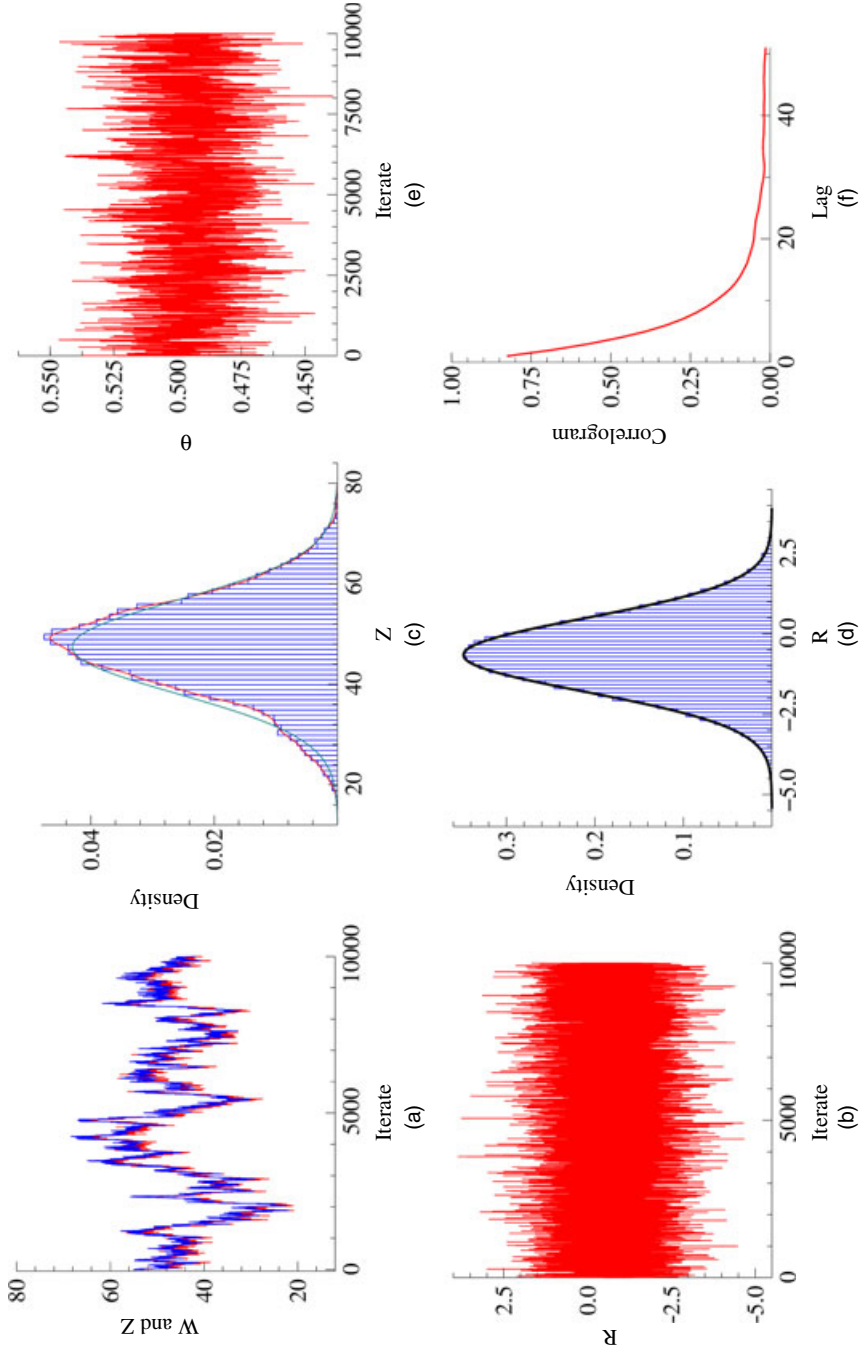 80
60
40
20
W and Z
0
5000
10000
Iterate
(a)
0.04
0.02
Density
20
40
60
80
Z
(c)
0.550
0.525
0.500
0.475
0.450
θ
0
2500
5000
7500
10000
Iterate
(e)
2.5
0.0
−2.5
−5.0
R
0
50000
100000
Iterate
(b)
0.3
0.2
0.1
Density
−5.0
−2.5
0.0
2.5
R
(d)
1.00
0.75
0.50
0.25
0.00
Correlogram
0
20
40
Lag
(f)